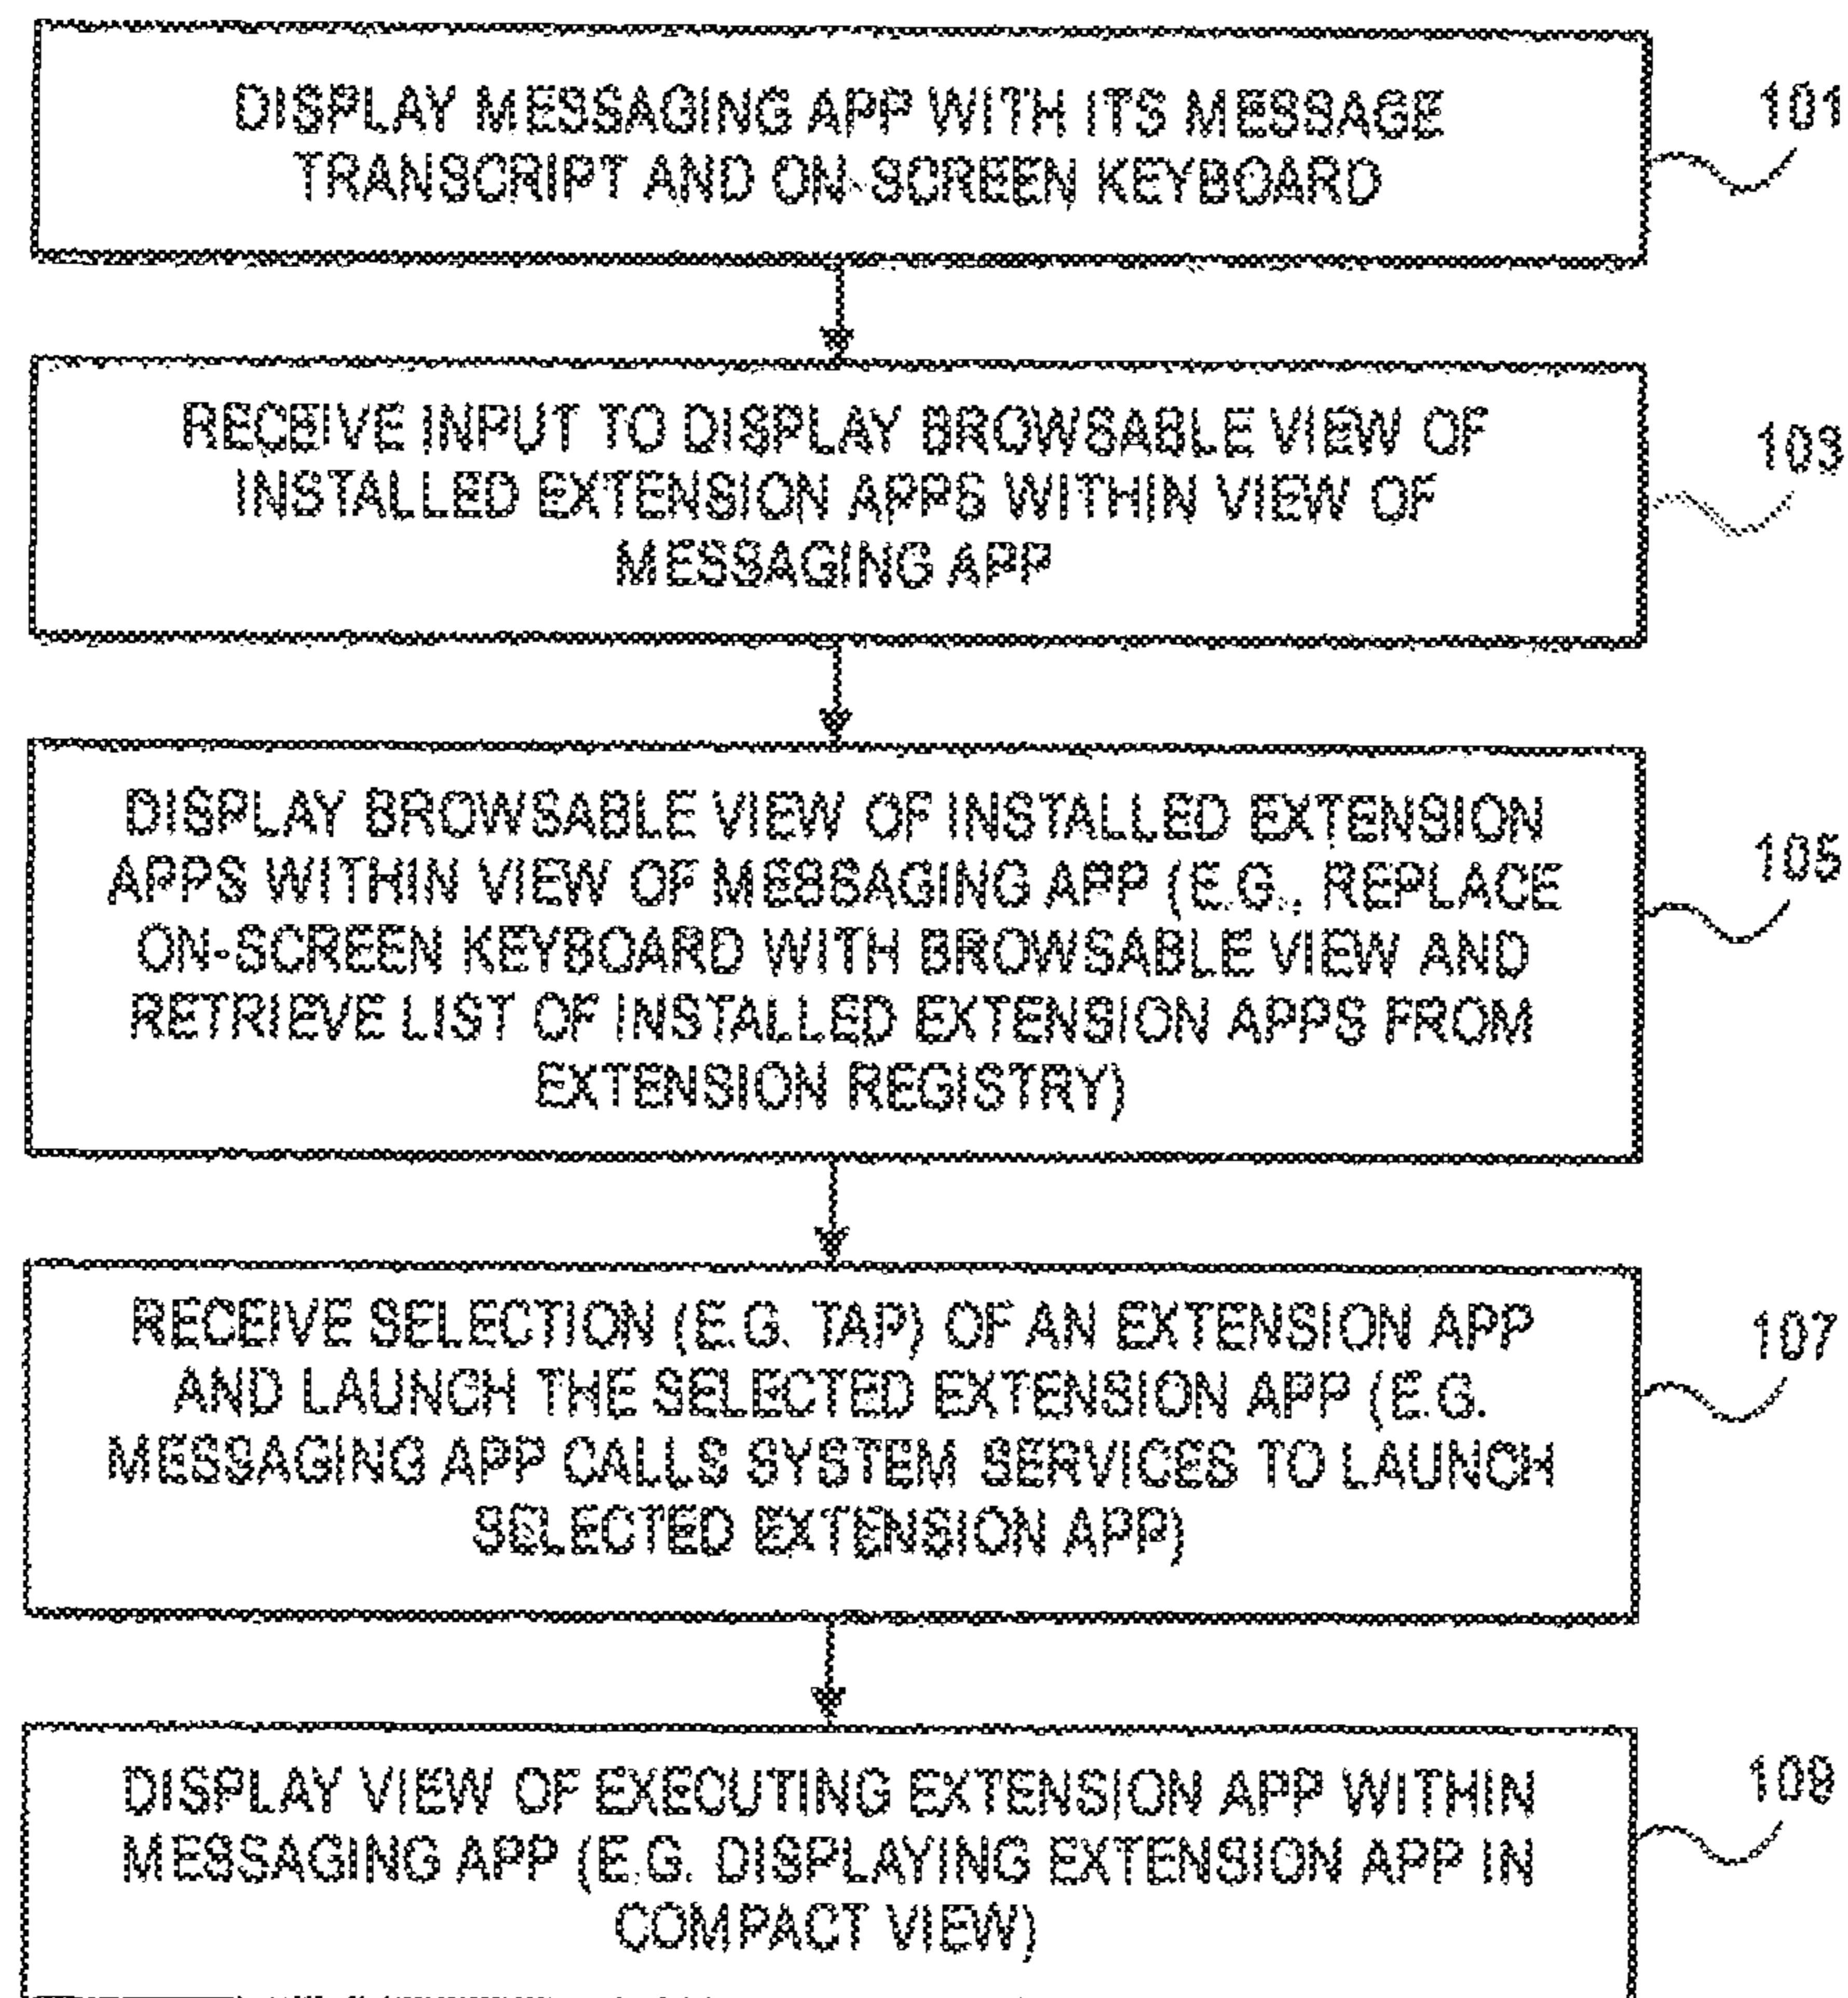 DISPLAY MESSAGING APP WITH ITS MESSAGE
TRANSCRIPT AND ON-SCREEN KEYBOARD
101
RECEIVE INPUT TO DISPLAY BROWSABLE VIEW OF
INSTALLED EXTENSION APPS WITHIN VIEW OF
MESSAGING APP
103
DISPLAY BROWSABLE VIEW OF INSTALLED EXTENSION
APPS WITHIN VIEW OF MESSAGING APP (E.G., REPLACE
ON-SCREEN KEYBOARD WITH BROWSABLE VIEW AND
RETRIEVE LIST OF INSTALLED EXTENSION APPS FROM
EXTENSION REGISTRY)
105
RECEIVE SELECTION (E.G. TAP) OF AN EXTENSION APP
AND LAUNCH THE SELECTED EXTENSION APP (E.G.
MESSAGING APP CALLS SYSTEM SERVICES TO LAUNCH
SELECTED EXTENSION APP)
107
DISPLAY VIEW OF EXECUTING EXTENSION APP WITHIN
MESSAGING APP (E.G. DISPLAYING EXTENSION APP IN
COMPACT VIEW)
109